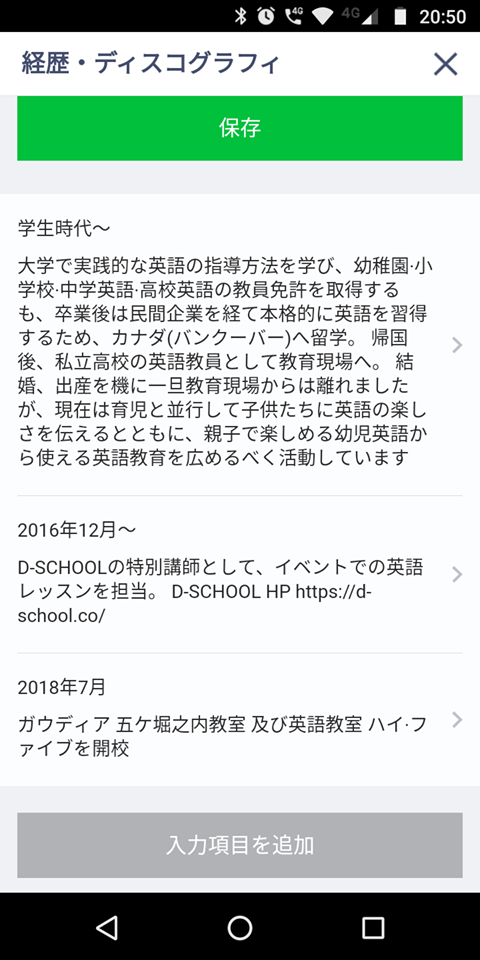 4G 4G 20:50
経歴・ディスコグラフィ
保存
学生時代〜
大学で実践的な英語の指導方法を学び、幼稚園·小
学校·中学英語·高校英語の教員免許を取得する
も、卒業後は民間企業を経て本格的に英語を習得
するため、カナダ(バンクーバー)へ留学。 帰国
後、私立高校の英語教員として教育現場へ。 結
婚、出産を機に一旦教育現場からは離れました
が、現在は育児と並行して子供たちに英語の楽し
さを伝えるとともに、親子で楽しめる幼児英語か
ら使える英語教育を広めるべく活動しています
2016年12月〜
D-SCHOOLの特別講師として、イベントでの英語
レッスンを担当。 D-SCHOOL HP https://d-
school.co/
2018年7月
ガウディア 五ケ堀之内教室 及び英語教室 ハイ·フ
ァイブを開校
入力項目を追加